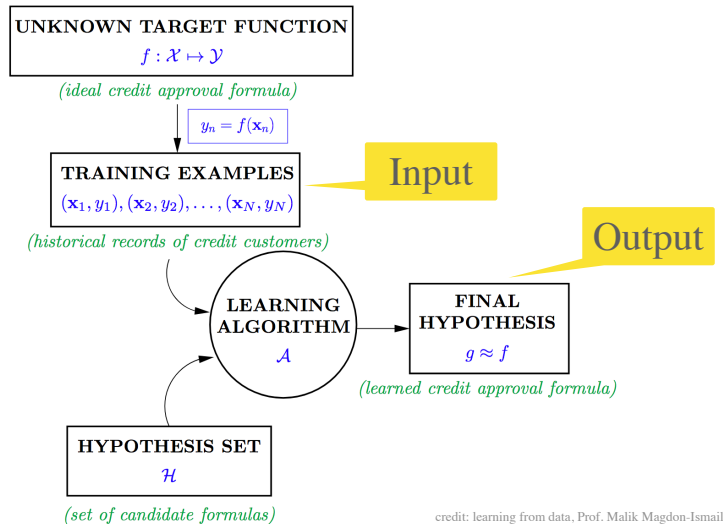 UNKNOWN TARGET FUNCTION
f : 𝒳 ↦ 𝒴
(ideal credit approval formula)
yₙ = f(𝐱ₙ)
TRAINING EXAMPLES
(𝐱₁, y₁), (𝐱₂, y₂), . . . , (𝐱_N, y_N)
(historical records of credit customers)
Input
Output
LEARNING
ALGORITHM
𝒜
FINAL
HYPOTHESIS
g ≈ f
(learned credit approval formula)
HYPOTHESIS SET
ℋ
(set of candidate formulas)
credit: learning from data, Prof. Malik Magdon-Ismail